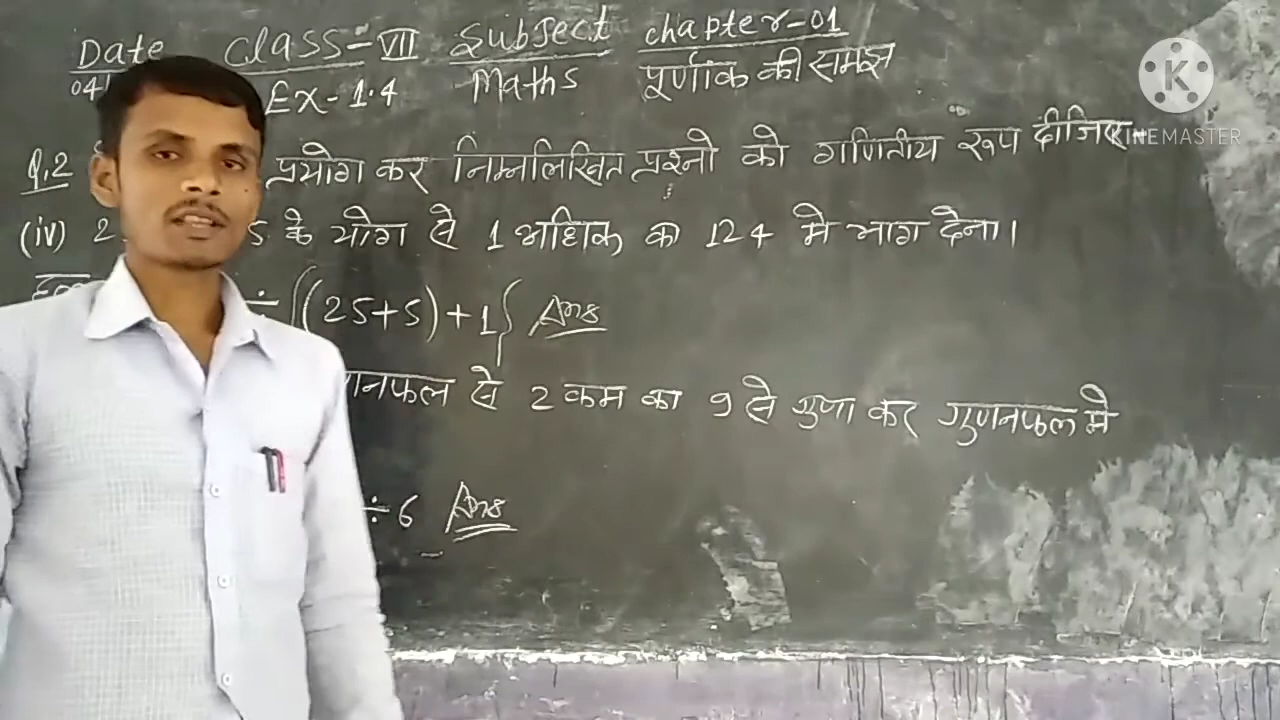 Date Class-VII Subject Chapter-01
04/ Ex-1.4 Maths पूर्णांक की समझ
Q.2 प्रयोग कर निम्नलिखित प्रश्नो को गणितीय रूप दीजिए
(iv) 2 5 के योग से 1 अधिक का 124 मे भाग देना।
÷ {(25+5)+1} Ans
से 2 कम का 9 से गुणा कर गुणनफल मे
÷6 Ans
K
KINEMASTER